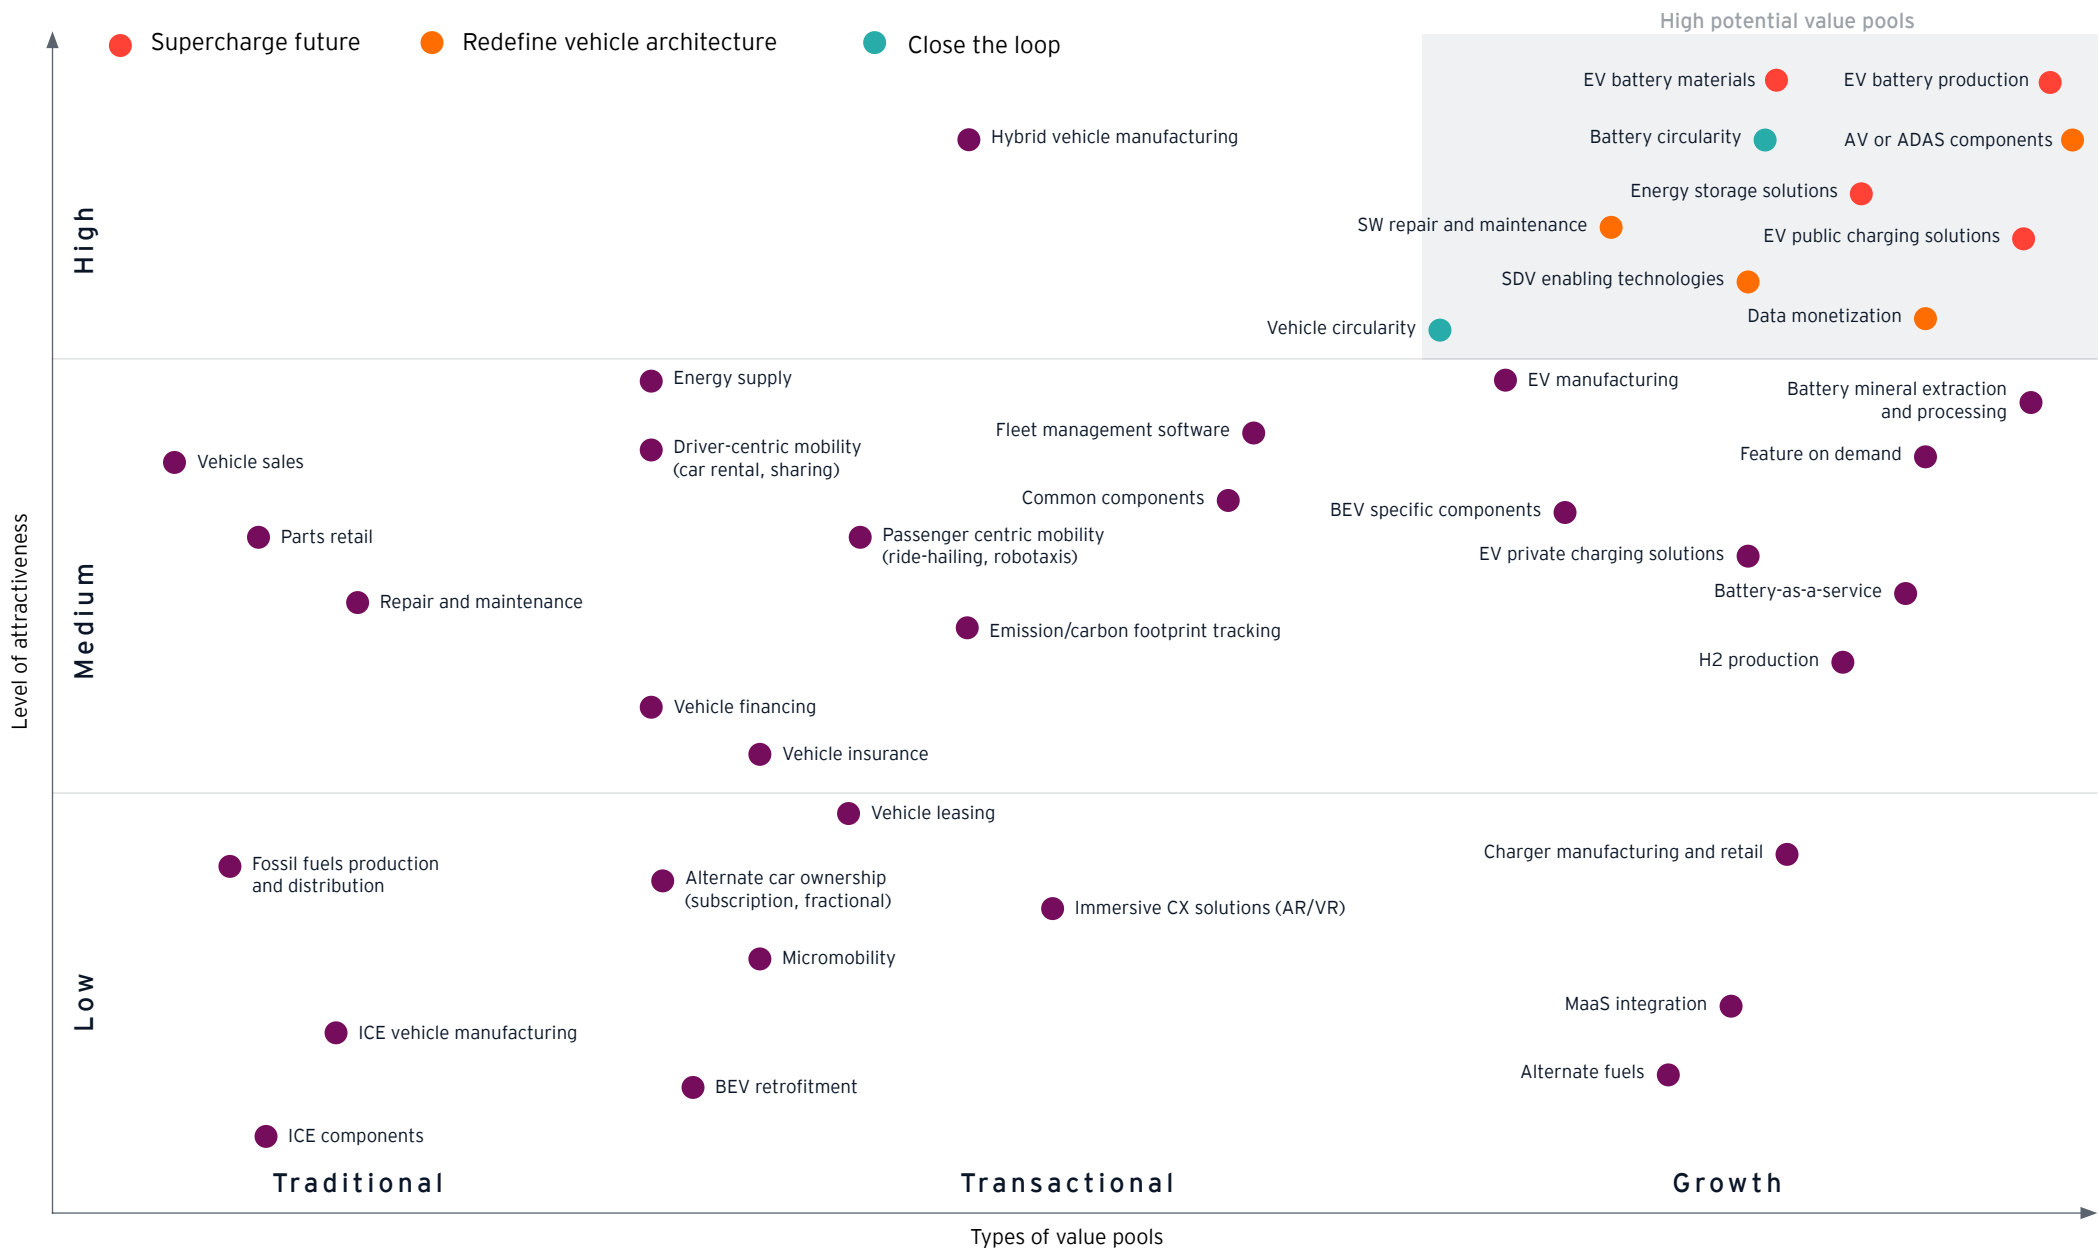 High potential value pools
Supercharge future
Redefine vehicle architecture
Close the loop
EV battery materials
EV battery production
Hybrid vehicle manufacturing
Battery circularity
AV or ADAS components
Energy storage solutions
SW repair and maintenance
EV public charging solutions
SDV enabling technologies
Data monetization
Vehicle circularity
High
Energy supply
EV manufacturing
Battery mineral extraction
and processing
Fleet management software
Driver-centric mobility
(car rental, sharing)
Feature on demand
Vehicle sales
Common components
BEV specific components
Parts retail
Passenger centric mobility
(ride-hailing, robotaxis)
EV private charging solutions
Battery-as-a-service
Repair and maintenance
Emission/carbon footprint tracking
H2 production
Vehicle financing
Vehicle insurance
Medium
Level of attractiveness
Vehicle leasing
Charger manufacturing and retail
Fossil fuels production
and distribution
Alternate car ownership
(subscription, fractional)
Immersive CX solutions (AR/VR)
Micromobility
MaaS integration
Low
ICE vehicle manufacturing
Alternate fuels
BEV retrofitment
ICE components
Traditional
Transactional
Growth
Types of value pools